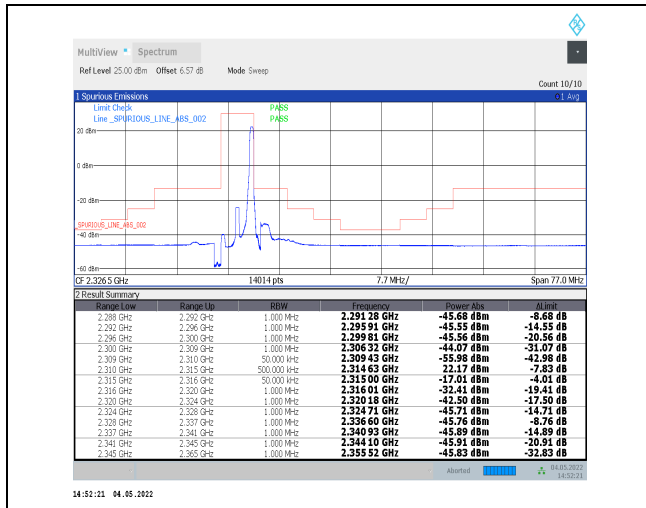 MultiView Spectrum
Ref Level 25.00 dBm Offset 6.57 dB Mode Sweep
Count 10/10
1 Spurious Emissions 1 Avg
Limit Check PASS
Line _SPURIOUS_LINE_ABS_002 PASS
20 dBm
0 dBm
-20 dBm
_SPURIOUS_LINE_ABS_002
-40 dBm
-60 dBm
CF 2.3265 GHz 14014 pts 7.7 MHz/ Span 77.0 MHz
2 Result Summary
Range Low Range Up RBW Frequency Power Abs ΔLimit
2.288 GHz 2.292 GHz 1.000 MHz 2.291 28 GHz -45.68 dBm -8.68 dB
2.292 GHz 2.296 GHz 1.000 MHz 2.295 91 GHz -45.55 dBm -14.55 dB
2.296 GHz 2.300 GHz 1.000 MHz 2.299 81 GHz -45.56 dBm -20.56 dB
2.300 GHz 2.309 GHz 1.000 MHz 2.306 32 GHz -44.07 dBm -31.07 dB
2.309 GHz 2.310 GHz 50.000 kHz 2.309 43 GHz -55.98 dBm -42.98 dB
2.310 GHz 2.315 GHz 500.000 kHz 2.314 63 GHz 22.17 dBm -7.83 dB
2.315 GHz 2.316 GHz 50.000 kHz 2.315 00 GHz -17.01 dBm -4.01 dB
2.316 GHz 2.320 GHz 1.000 MHz 2.316 01 GHz -32.41 dBm -19.41 dB
2.320 GHz 2.324 GHz 1.000 MHz 2.320 18 GHz -42.50 dBm -17.50 dB
2.324 GHz 2.328 GHz 1.000 MHz 2.324 71 GHz -45.71 dBm -14.71 dB
2.328 GHz 2.337 GHz 1.000 MHz 2.336 60 GHz -45.76 dBm -8.76 dB
2.337 GHz 2.341 GHz 1.000 MHz 2.340 93 GHz -45.89 dBm -14.89 dB
2.341 GHz 2.345 GHz 1.000 MHz 2.344 10 GHz -45.91 dBm -20.91 dB
2.345 GHz 2.365 GHz 1.000 MHz 2.355 52 GHz -45.83 dBm -32.83 dB
Aborted 04.05.2022
14:52:21
14:52:21 04.05.2022